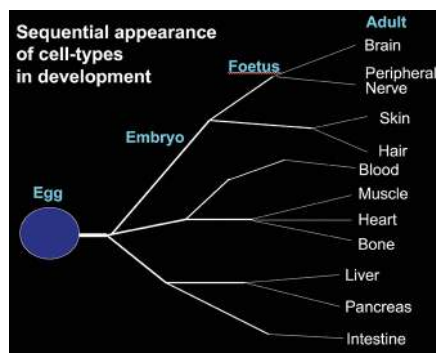 Sequential appearance
of cell-types
in development
Adult
Brain
Foetus
Peripheral
Nerve
Skin
Embryo
Hair
Blood
Egg
Muscle
Heart
Bone
Liver
Pancreas
Intestine